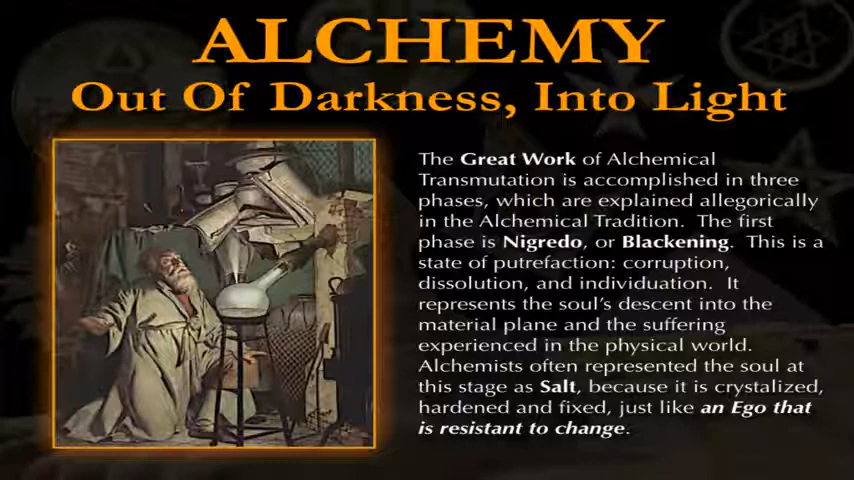 ALCHEMY
Out Of Darkness, Into Light
The Great Work of Alchemical
Transmutation is accomplished in three
phases, which are explained allegorically
in the Alchemical Tradition. The first
phase is Nigredo, or Blackening. This is a
state of putrefaction: corruption,
dissolution, and individuation. It
represents the soul's descent into the
material plane and the suffering
experienced in the physical world.
Alchemists often represented the soul at
this stage as Salt, because it is crystalized,
hardened and fixed, just like an Ego that
is resistant to change.